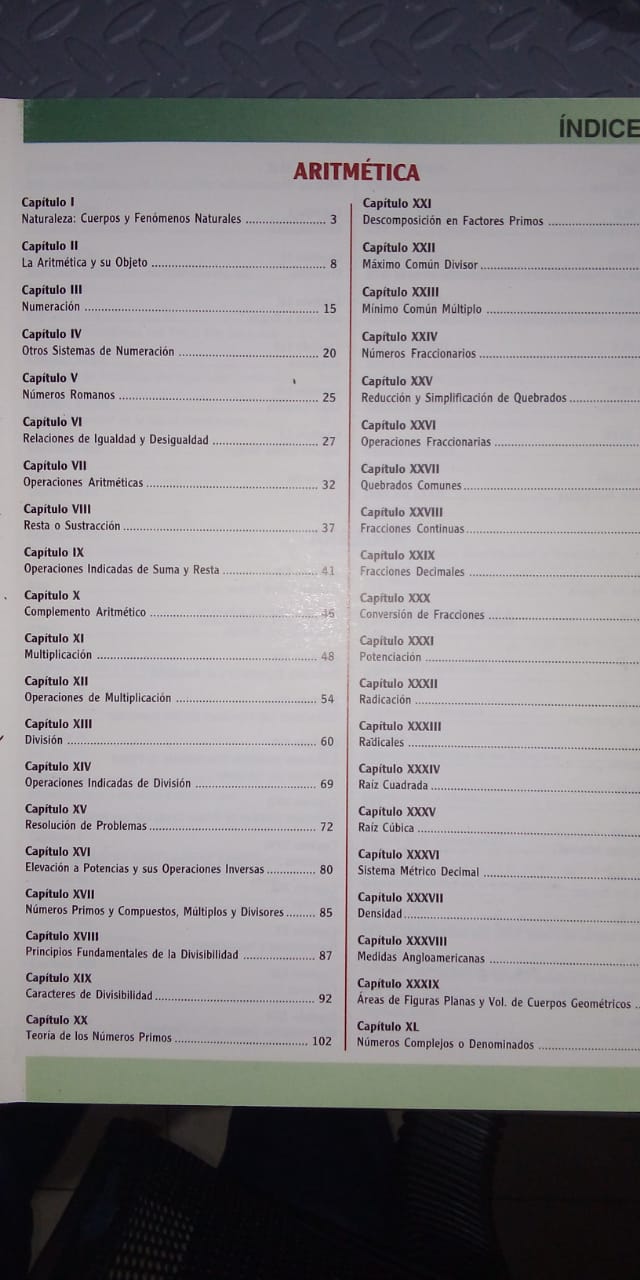 ÍNDICE
ARITMÉTICA
Capítulo I
Naturaleza: Cuerpos y Fenómenos Naturales ........................ 3
Capítulo II
La Aritmética y su Objeto ........................ 8
Capítulo III
Numeración ........................ 15
Capítulo IV
Otros Sistemas de Numeración ........................ 20
Capítulo V
Números Romanos ........................ 25
Capítulo VI
Relaciones de Igualdad y Desigualdad ........................ 27
Capítulo VII
Operaciones Aritméticas ........................ 32
Capítulo VIII
Resta o Sustracción ........................ 37
Capítulo IX
Operaciones Indicadas de Suma y Resta ........................ 41
Capítulo X
Complemento Aritmético ........................ 46
Capítulo XI
Multiplicación ........................ 48
Capítulo XII
Operaciones de Multiplicación ........................ 54
Capítulo XIII
División ........................ 60
Capítulo XIV
Operaciones Indicadas de División ........................ 69
Capítulo XV
Resolución de Problemas ........................ 72
Capítulo XVI
Elevación a Potencias y sus Operaciones Inversas ............... 80
Capítulo XVII
Números Primos y Compuestos, Múltiplos y Divisores ......... 85
Capítulo XVIII
Principios Fundamentales de la Divisibilidad ........................ 87
Capítulo XIX
Caracteres de Divisibilidad ........................ 92
Capítulo XX
Teoría de los Números Primos ........................ 102
Capítulo XXI
Descomposición en Factores Primos ........................
Capítulo XXII
Máximo Común Divisor ........................
Capítulo XXIII
Mínimo Común Múltiplo ........................
Capítulo XXIV
Números Fraccionarios ........................
Capítulo XXV
Reducción y Simplificación de Quebrados ........................
Capítulo XXVI
Operaciones Fraccionarias ........................
Capítulo XXVII
Quebrados Comunes ........................
Capítulo XXVIII
Fracciones Continuas ........................
Capítulo XXIX
Fracciones Decimales ........................
Capítulo XXX
Conversión de Fracciones ........................
Capítulo XXXI
Potenciación ........................
Capítulo XXXII
Radicación ........................
Capítulo XXXIII
Radicales ........................
Capítulo XXXIV
Raíz Cuadrada ........................
Capítulo XXXV
Raíz Cúbica ........................
Capítulo XXXVI
Sistema Métrico Decimal ........................
Capítulo XXXVII
Densidad ........................
Capítulo XXXVIII
Medidas Angloamericanas ........................
Capítulo XXXIX
Áreas de Figuras Planas y Vol. de Cuerpos Geométricos ..
Capítulo XL
Números Complejos o Denominados ........................